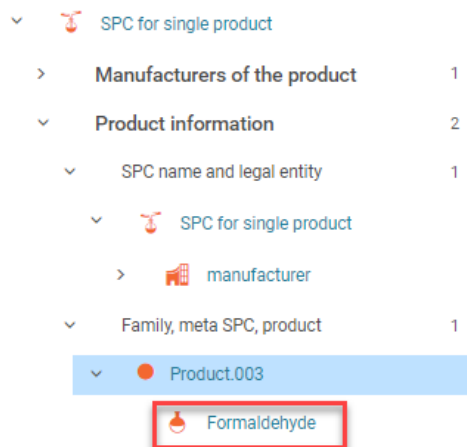 SPC for single product
Manufacturers of the product 1
Product information 2
SPC name and legal entity 1
SPC for single product
manufacturer
Family, meta SPC, product 1
Product.003
Formaldehyde